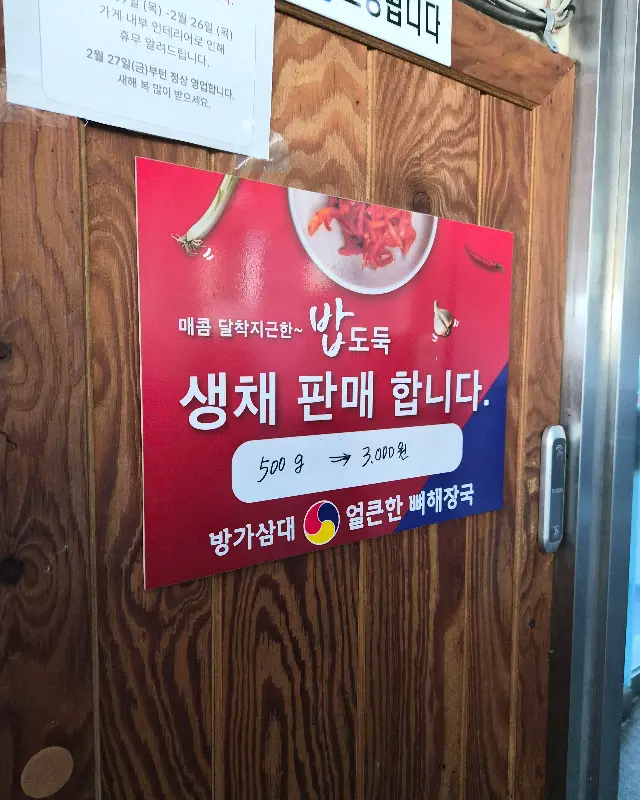 (목) -2월 26일 (목)
가게 내부 인테리어로 인해
휴무 알려드립니다.
2월 27일(금)부턴 정상 영업합니다.
새해 복 많이 받으세요.
매콤 달착지근한~ 밥도둑
생채 판매 합니다.
500 g → 3,000원
방가삼대 얼큰한 뼈해장국